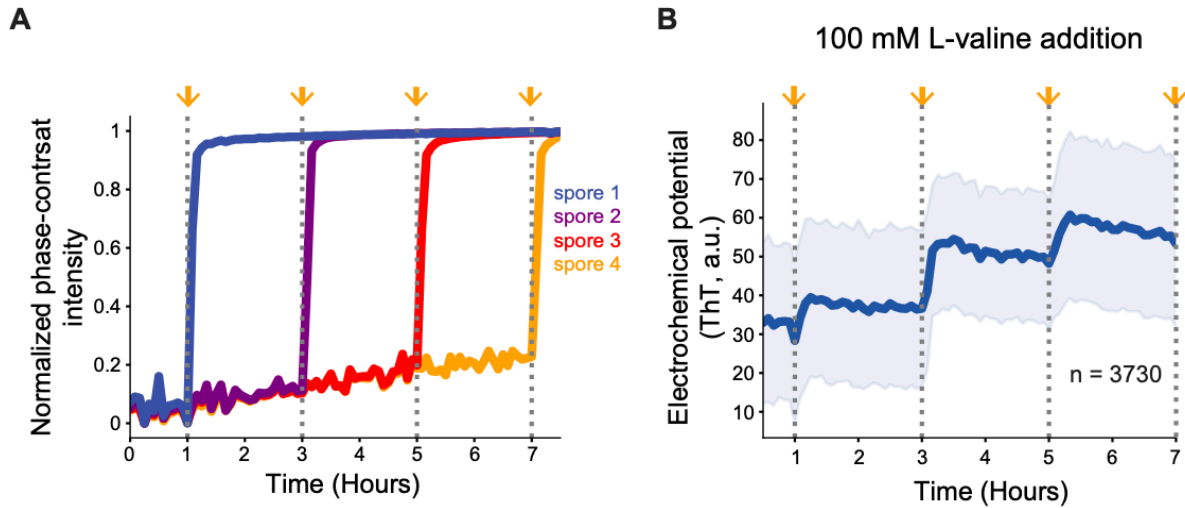 A
Normalized phase-contrsat
intensity
1
0.8
0.6
0.4
0.2
0
0 1 2 3 4 5 6 7
Time (Hours)
spore 1
spore 2
spore 3
spore 4
B
100 mM L-valine addition
Electrochemical potential
(ThT, a.u.)
80
70
60
50
40
30
20
10
n = 3730
1 2 3 4 5 6 7
Time (Hours)